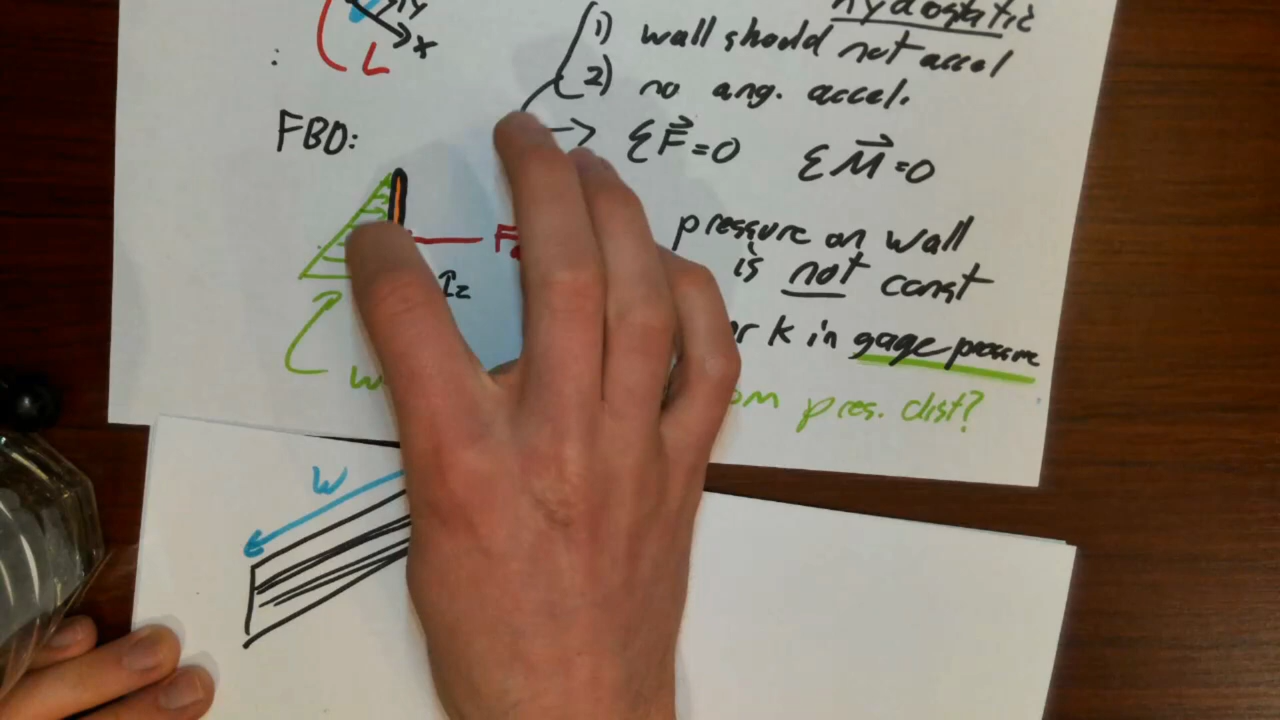 hydostatic
y
x
L
1) wall should not accel
2) no ang. accel.
FBD:
→ ΣF=0 ΣM=0
F
z
pressure on wall
is not const
k in gage pressure
pres. dist?
W